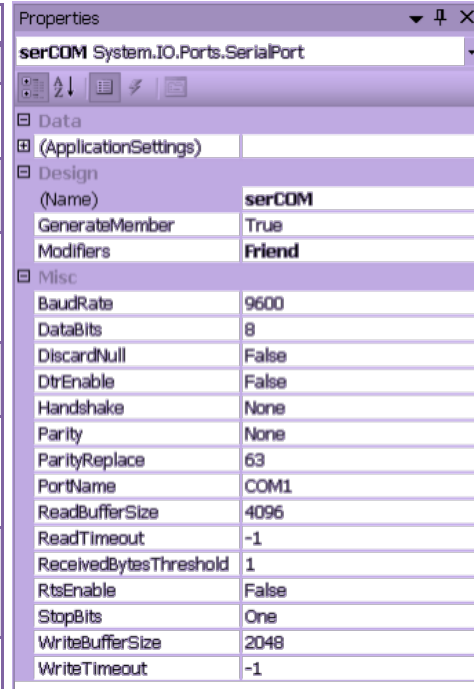 Properties
serCOM System.IO.Ports.SerialPort
Data
(ApplicationSettings)
Design
(Name) serCOM
GenerateMember True
Modifiers Friend
Misc
BaudRate 9600
DataBits 8
DiscardNull False
DtrEnable False
Handshake None
Parity None
ParityReplace 63
PortName COM1
ReadBufferSize 4096
ReadTimeout -1
ReceivedBytesThreshold 1
RtsEnable False
StopBits One
WriteBufferSize 2048
WriteTimeout -1